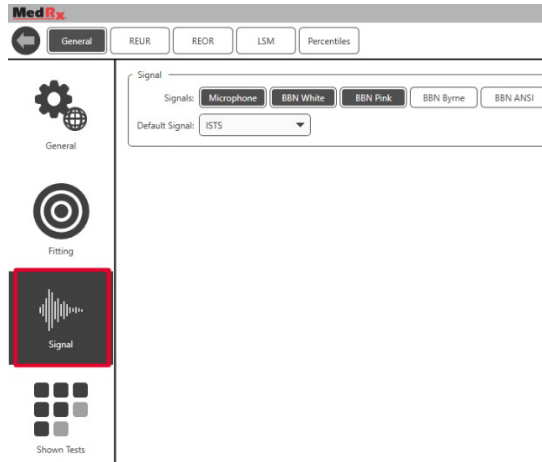 MedRx
General REUR REOR LSM Percentiles
Signal
Signals: Microphone BBN White BBN Pink BBN Byrne BBN ANSI
Default Signal: ISTS
General
Fitting
Signal
Shown Tests